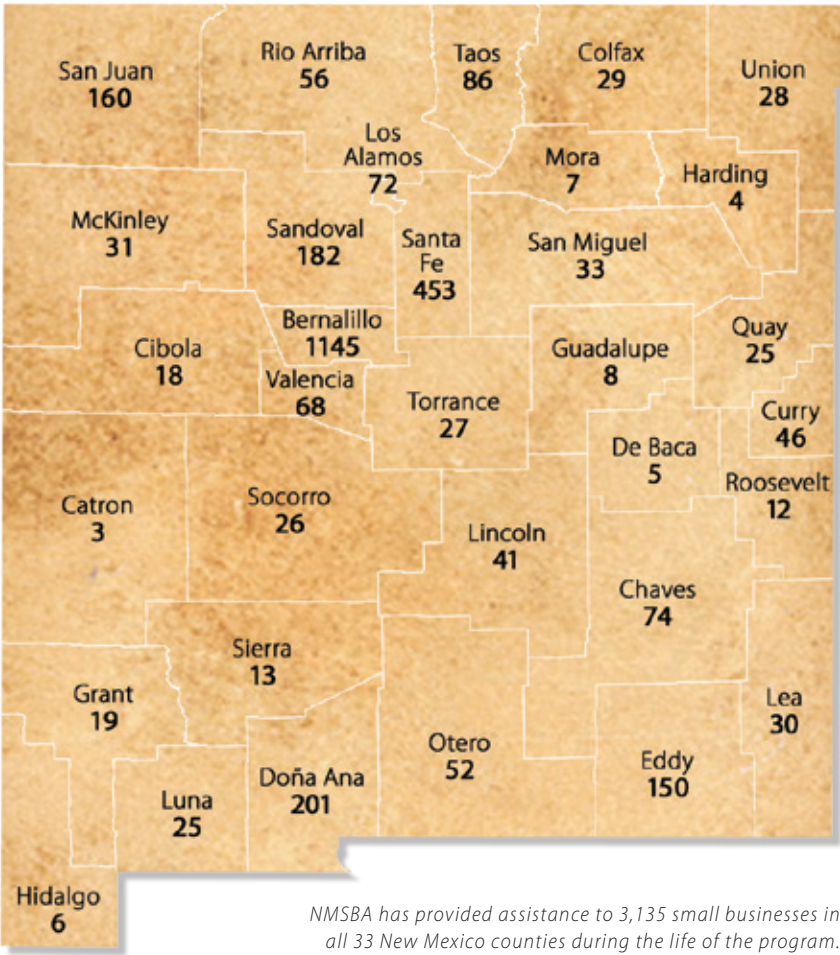 San Juan
160
Rio Arriba
56
Taos
86
Colfax
29
Union
28
Los
Alamos
72
Mora
7
Harding
4
McKinley
31
Sandoval
182
Santa
Fe
453
San Miguel
33
Cibola
18
Bernalillo
1145
Valencia
68
Torrance
27
Guadalupe
8
Quay
25
Curry
46
De Baca
5
Roosevelt
12
Catron
3
Socorro
26
Lincoln
41
Chaves
74
Sierra
13
Grant
19
Luna
25
Doña Ana
201
Otero
52
Eddy
150
Lea
30
Hidalgo
6
NMSBA has provided assistance to 3,135 small businesses in
all 33 New Mexico counties during the life of the program.